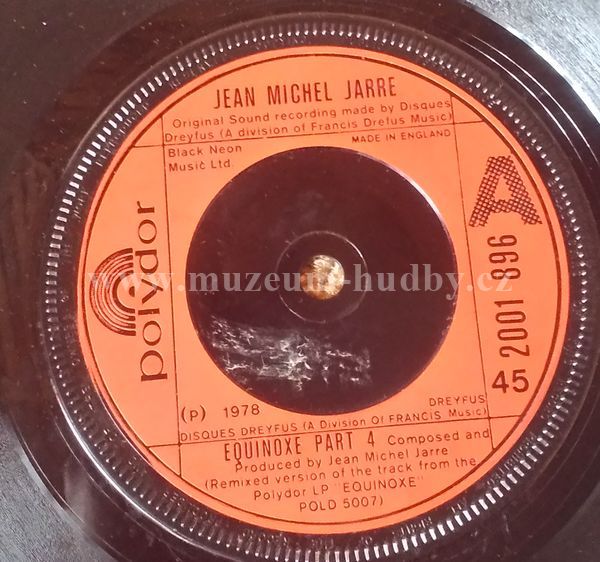 JEAN MICHEL JARRE
Original Sound recording made by Disques
Dreyfus (A division of Francis Drefus Music)
MADE IN ENGLAND
Black Neon
Music Ltd.
A
polydor
www.muzeum-hudby.cz
2001 896
45
(p) 1978
DREYFUS
DISQUES DREYFUS (A Division Of FRANCIS Music)
EQUINOXE PART 4 Composed and
Produced by Jean Michel Jarre
(Remixed version of the track from the
Polydor LP "EQUINOXE"
POLD 5007)